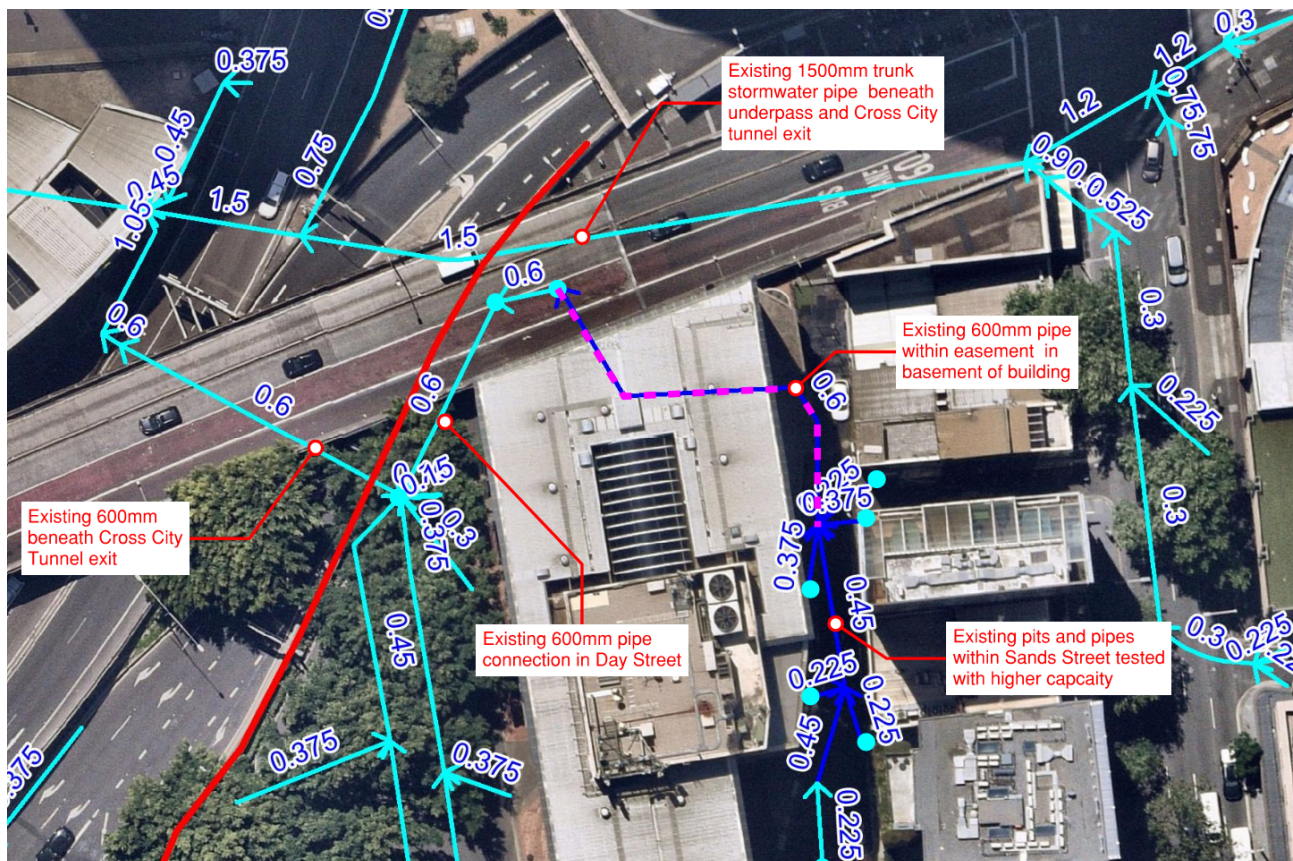 0.3
1.2
0.375
Existing 1500mm trunk
stormwater pipe beneath
underpass and Cross City
tunnel exit
1.2
0.75
0.75
0.45
0.75
0.90
0.525
0.45
1.5
1.05
1.5
BUS
LANE
0.6
0.3
0.6
Existing 600mm pipe
within easement in
basement of building
0.6
0.6
0.6
0.225
0.15
0.225
0.375
0.3
0.375
0.3
Existing 600mm
beneath Cross City
Tunnel exit
0.375
0.45
0.45
Existing 600mm pipe
connection in Day Street
Existing pits and pipes
within Sands Street tested
with higher capcaity
0.3
0.225
0.225
0.225
0.45
0.375
0.375
0.375
0.225